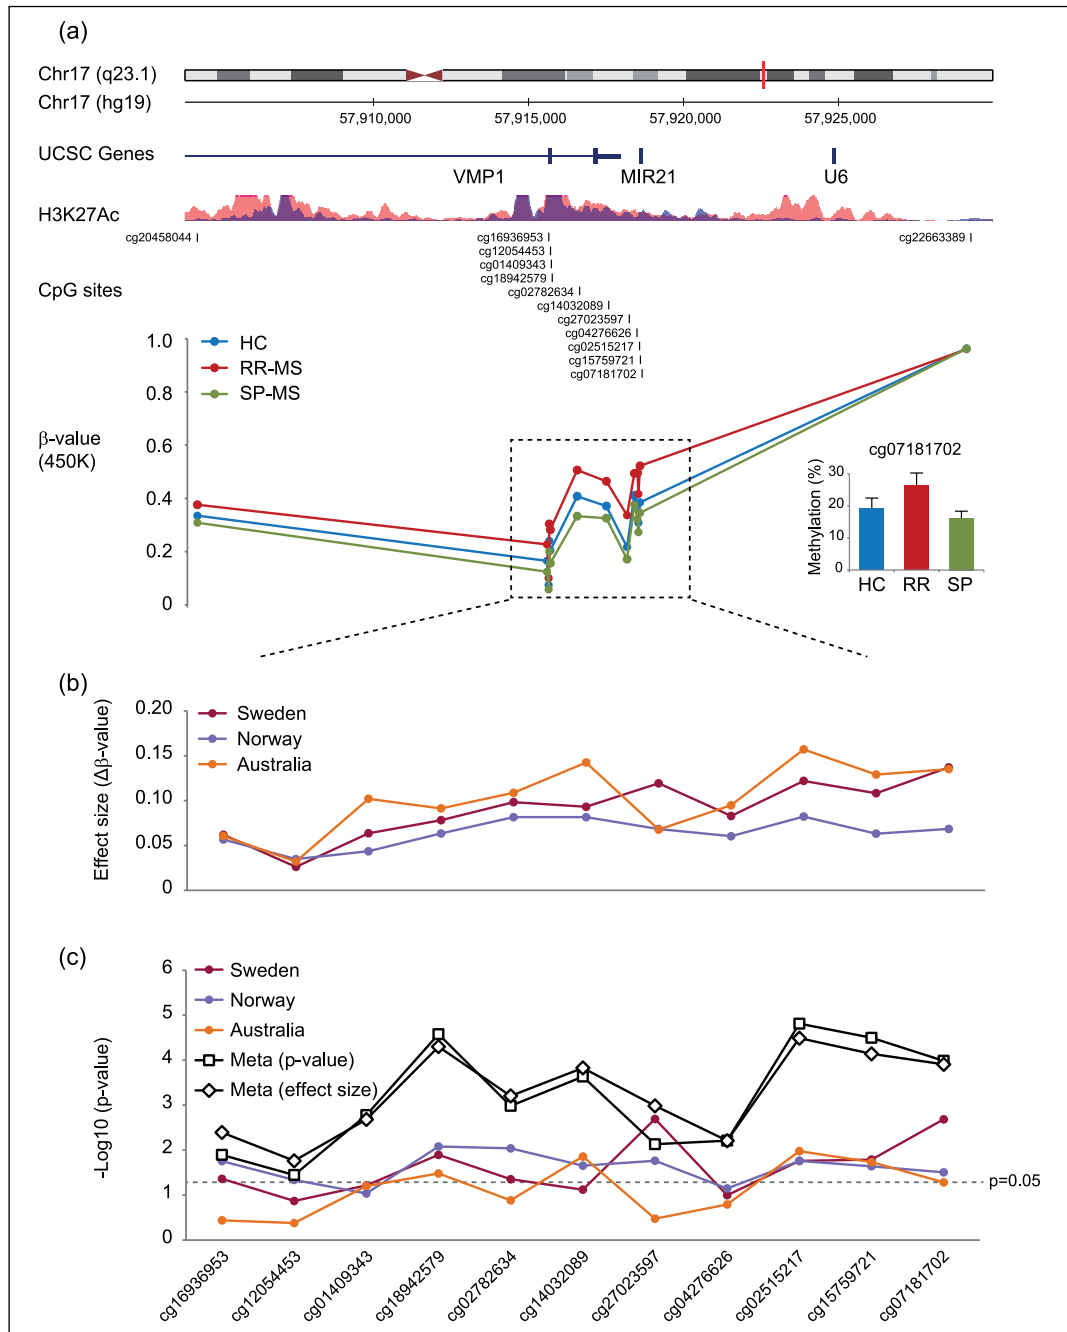 (a)
Chr17 (q23.1)
Chr17 (hg19)
57,910,000 57,915,000 57,920,000 57,925,000
UCSC Genes
VMP1 MIR21 U6
H3K27Ac
cg20458044 cg16936953 cg22663389
cg12054453
cg01409343
cg18942579
CpG sites
cg02782634
cg14032089
cg27023597
cg04276626
cg02515217
cg15759721
cg07181702
1.0
0.8
0.6
0.4
0.2
0
β-value
(450K)
HC
RR-MS
SP-MS
cg07181702
Methylation (%)
30
20
10
0
HC RR SP
(b)
Effect size (Δβ-value)
0.20
0.15
0.10
0.05
0
Sweden
Norway
Australia
(c)
-Log10 (p-value)
6
5
4
3
2
1
0
Sweden
Norway
Australia
Meta (p-value)
Meta (effect size)
p=0.05
cg16936953
cg12054453
cg01409343
cg18942579
cg02782634
cg14032089
cg27023597
cg04276626
cg02515217
cg15759721
cg07181702